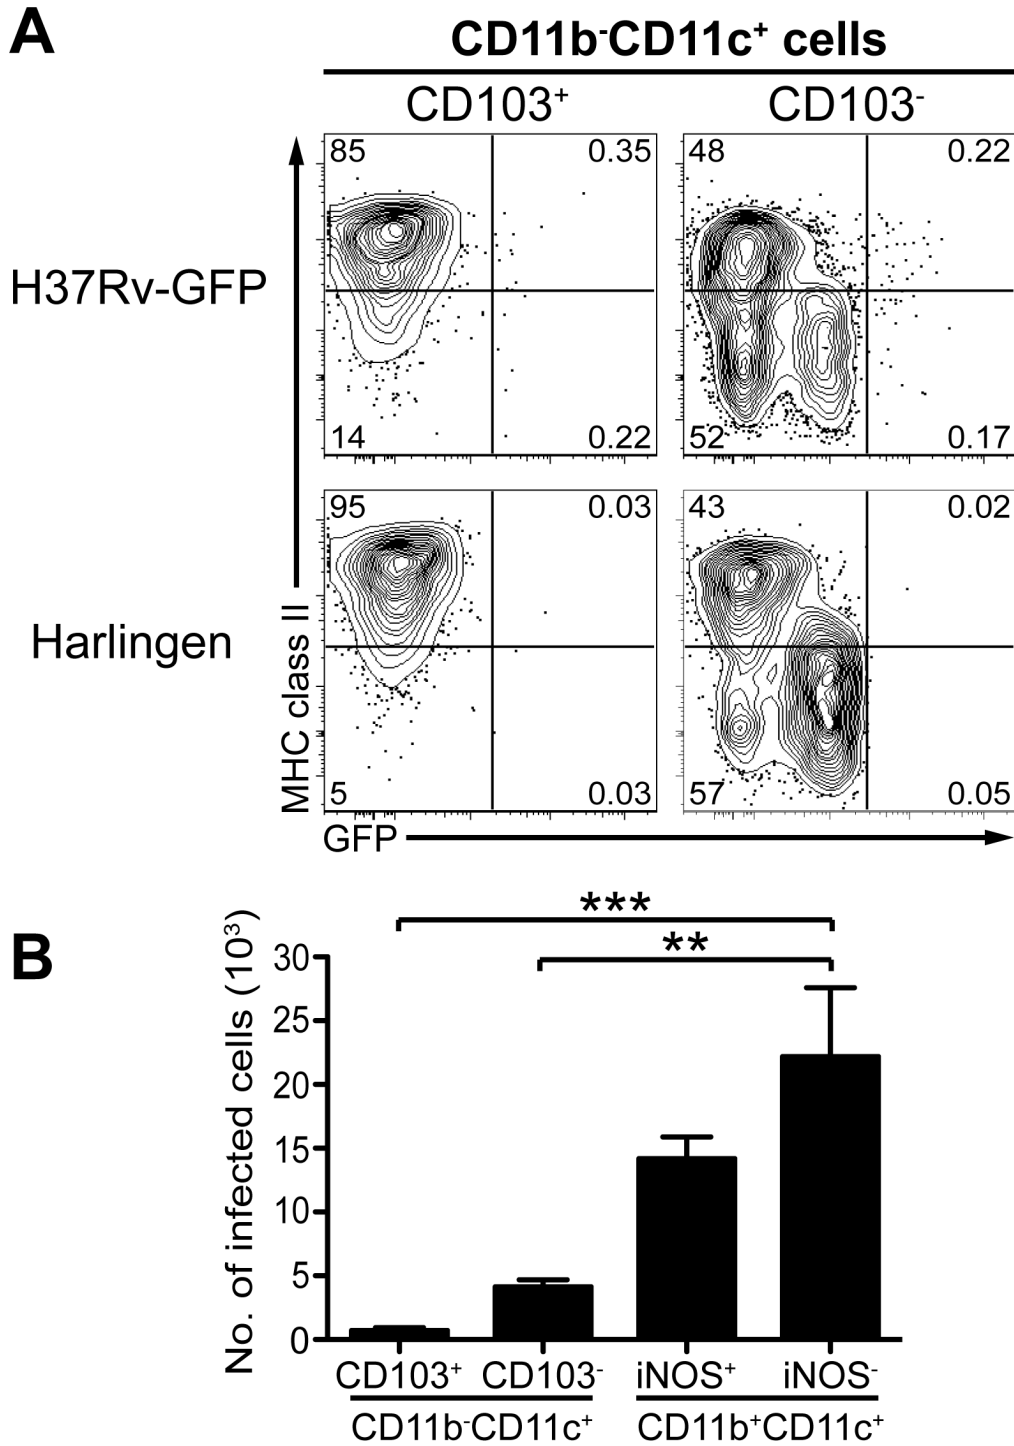 A
CD11b⁻CD11c⁺ cells
CD103⁺ CD103⁻
85 0.35 48 0.22
H37Rv-GFP
14 0.22 52 0.17
95 0.03 43 0.02
Harlingen
5 0.03 57 0.05
MHC class II
GFP
B
***
**
No. of infected cells (10³)
30
25
20
15
10
5
0
CD103⁺ CD103⁻ iNOS⁺ iNOS⁻
CD11b⁻CD11c⁺ CD11b⁺CD11c⁺